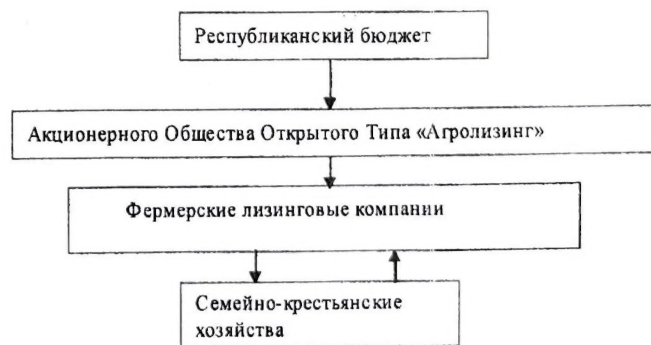 Республиканский бюджет
Акционерного Общества Открытого Типа «Агролизинг»
Фермерские лизинговые компании
Семейно-крестьянские
хозяйства